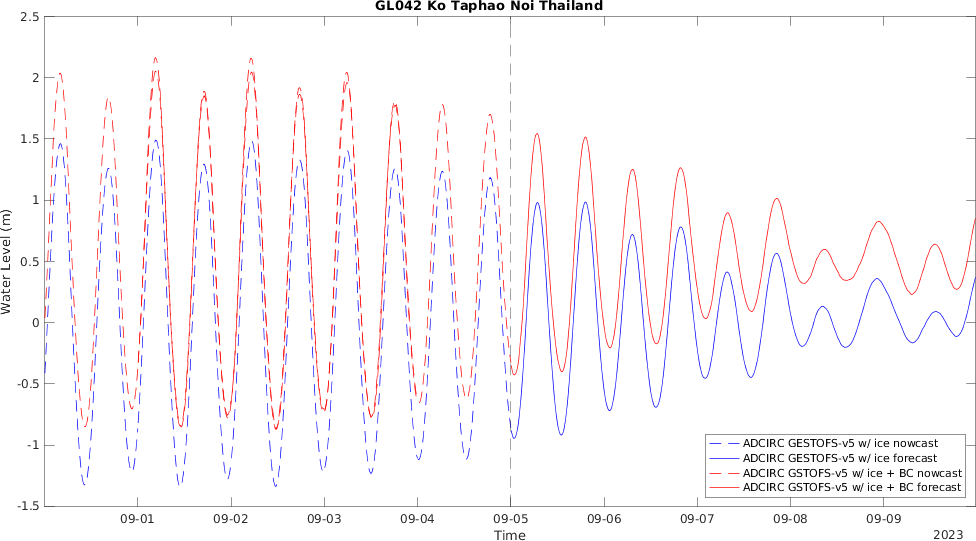 GL042 Ko Taphao Noi Thailand
2.5
2
1.5
1
0.5
0
-0.5
-1
-1.5
Water Level (m)
09-01 09-02 09-03 09-04 09-05 09-06 09-07 09-08 09-09
Time
2023
ADCIRC GESTOFS-v5 w/ ice nowcast
ADCIRC GESTOFS-v5 w/ ice forecast
ADCIRC GSTOFS-v5 w/ ice + BC nowcast
ADCIRC GSTOFS-v5 w/ ice + BC forecast